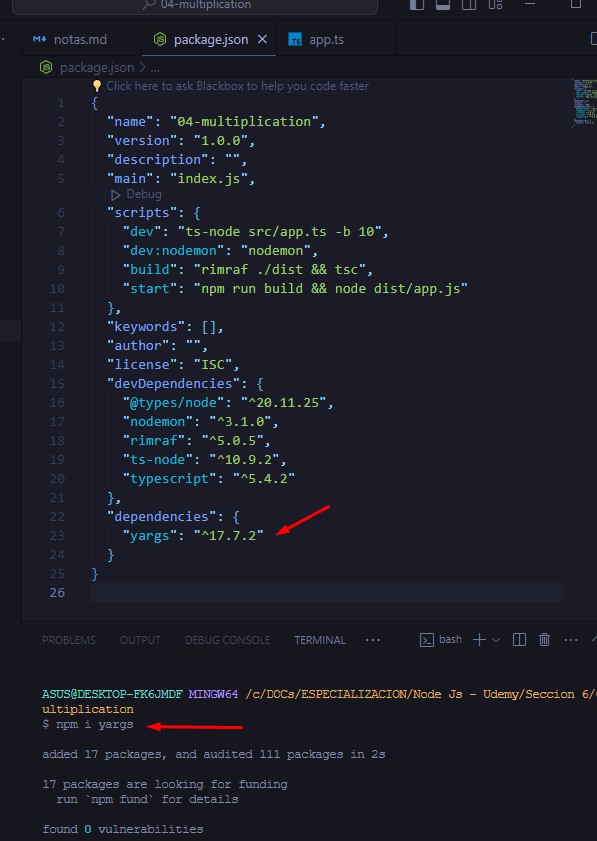 04-multiplication
notas.md
package.json
app.ts
package.json > ...
Click here to ask Blackbox to help you code faster
1 {
2 "name": "04-multiplication",
3 "version": "1.0.0",
4 "description": "",
5 "main": "index.js",
Debug
6 "scripts": {
7 "dev": "ts-node src/app.ts -b 10",
8 "dev:nodemon": "nodemon",
9 "build": "rimraf ./dist && tsc",
10 "start": "npm run build && node dist/app.js"
11 },
12 "keywords": [],
13 "author": "",
14 "license": "ISC",
15 "devDependencies": {
16 "@types/node": "^20.11.25",
17 "nodemon": "^3.1.0",
18 "rimraf": "^5.0.5",
19 "ts-node": "^10.9.2",
20 "typescript": "^5.4.2"
21 },
22 "dependencies": {
23 "yargs": "^17.7.2"
24 }
25 }
26
PROBLEMS OUTPUT DEBUG CONSOLE TERMINAL ... bash
ASUS@DESKTOP-FK6JMDF MINGW64 /c/DOCs/ESPECIALIZACION/Node Js - Udemy/Seccion 6/
ultiplication
$ npm i yargs
added 17 packages, and audited 111 packages in 2s
17 packages are looking for funding
run `npm fund` for details
found 0 vulnerabilities